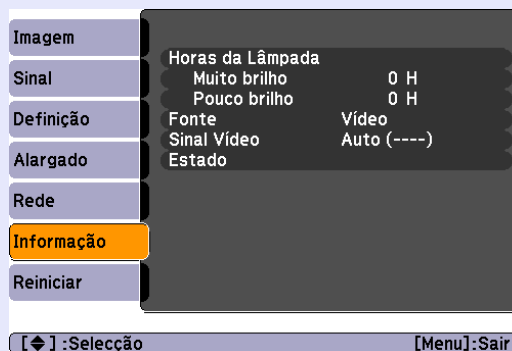 Imagem
Sinal
Definição
Alargado
Rede
Informação
Reiniciar
Horas da Lâmpada
Muito brilho 0 H
Pouco brilho 0 H
Fonte Vídeo
Sinal Vídeo Auto (----)
Estado
[◆] :Selecção [Menu]:Sair